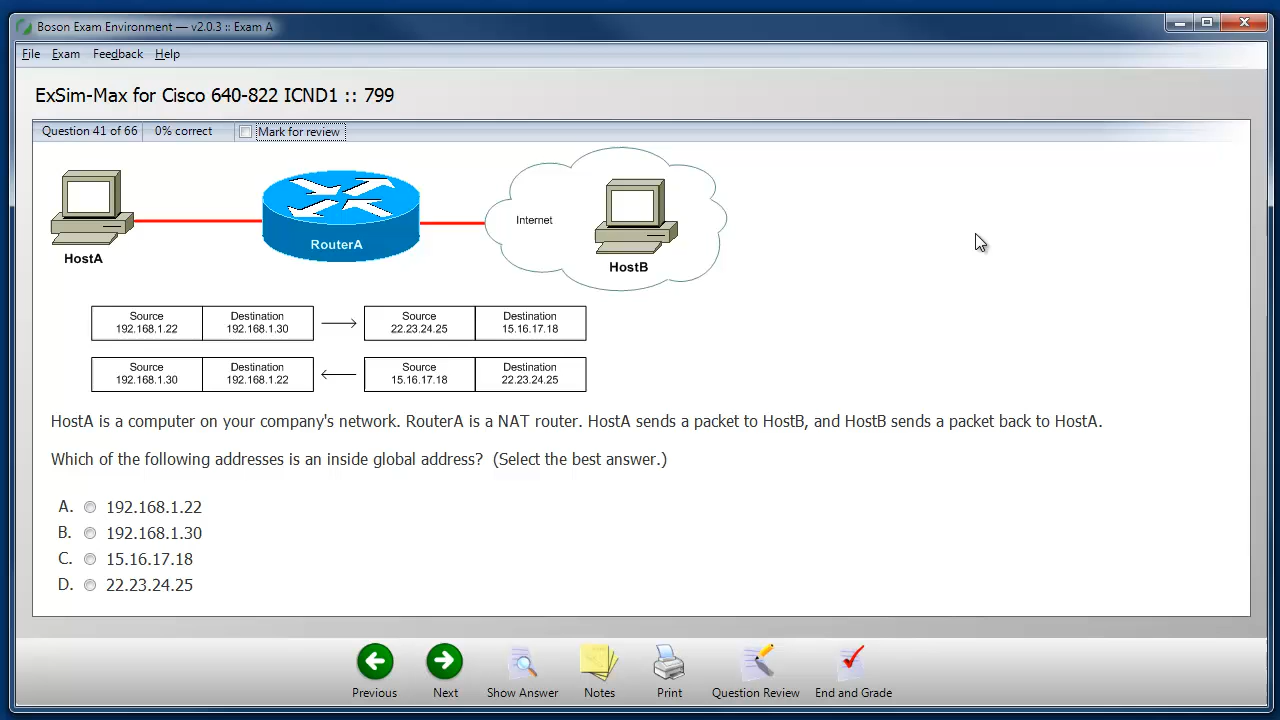 Boson Exam Environment — v2.0.3 :: Exam A
File Exam Feedback Help
ExSim-Max for Cisco 640-822 ICND1 :: 799
Question 41 of 66 0% correct Mark for review
Internet
RouterA
HostA
HostB
Source Destination Source Destination
192.168.1.22 192.168.1.30 22.23.24.25 15.16.17.18
Source Destination Source Destination
192.168.1.30 192.168.1.22 15.16.17.18 22.23.24.25
HostA is a computer on your company's network. RouterA is a NAT router. HostA sends a packet to HostB, and HostB sends a packet back to HostA.
Which of the following addresses is an inside global address? (Select the best answer.)
A. 192.168.1.22
B. 192.168.1.30
C. 15.16.17.18
D. 22.23.24.25
Previous Next Show Answer Notes Print Question Review End and Grade